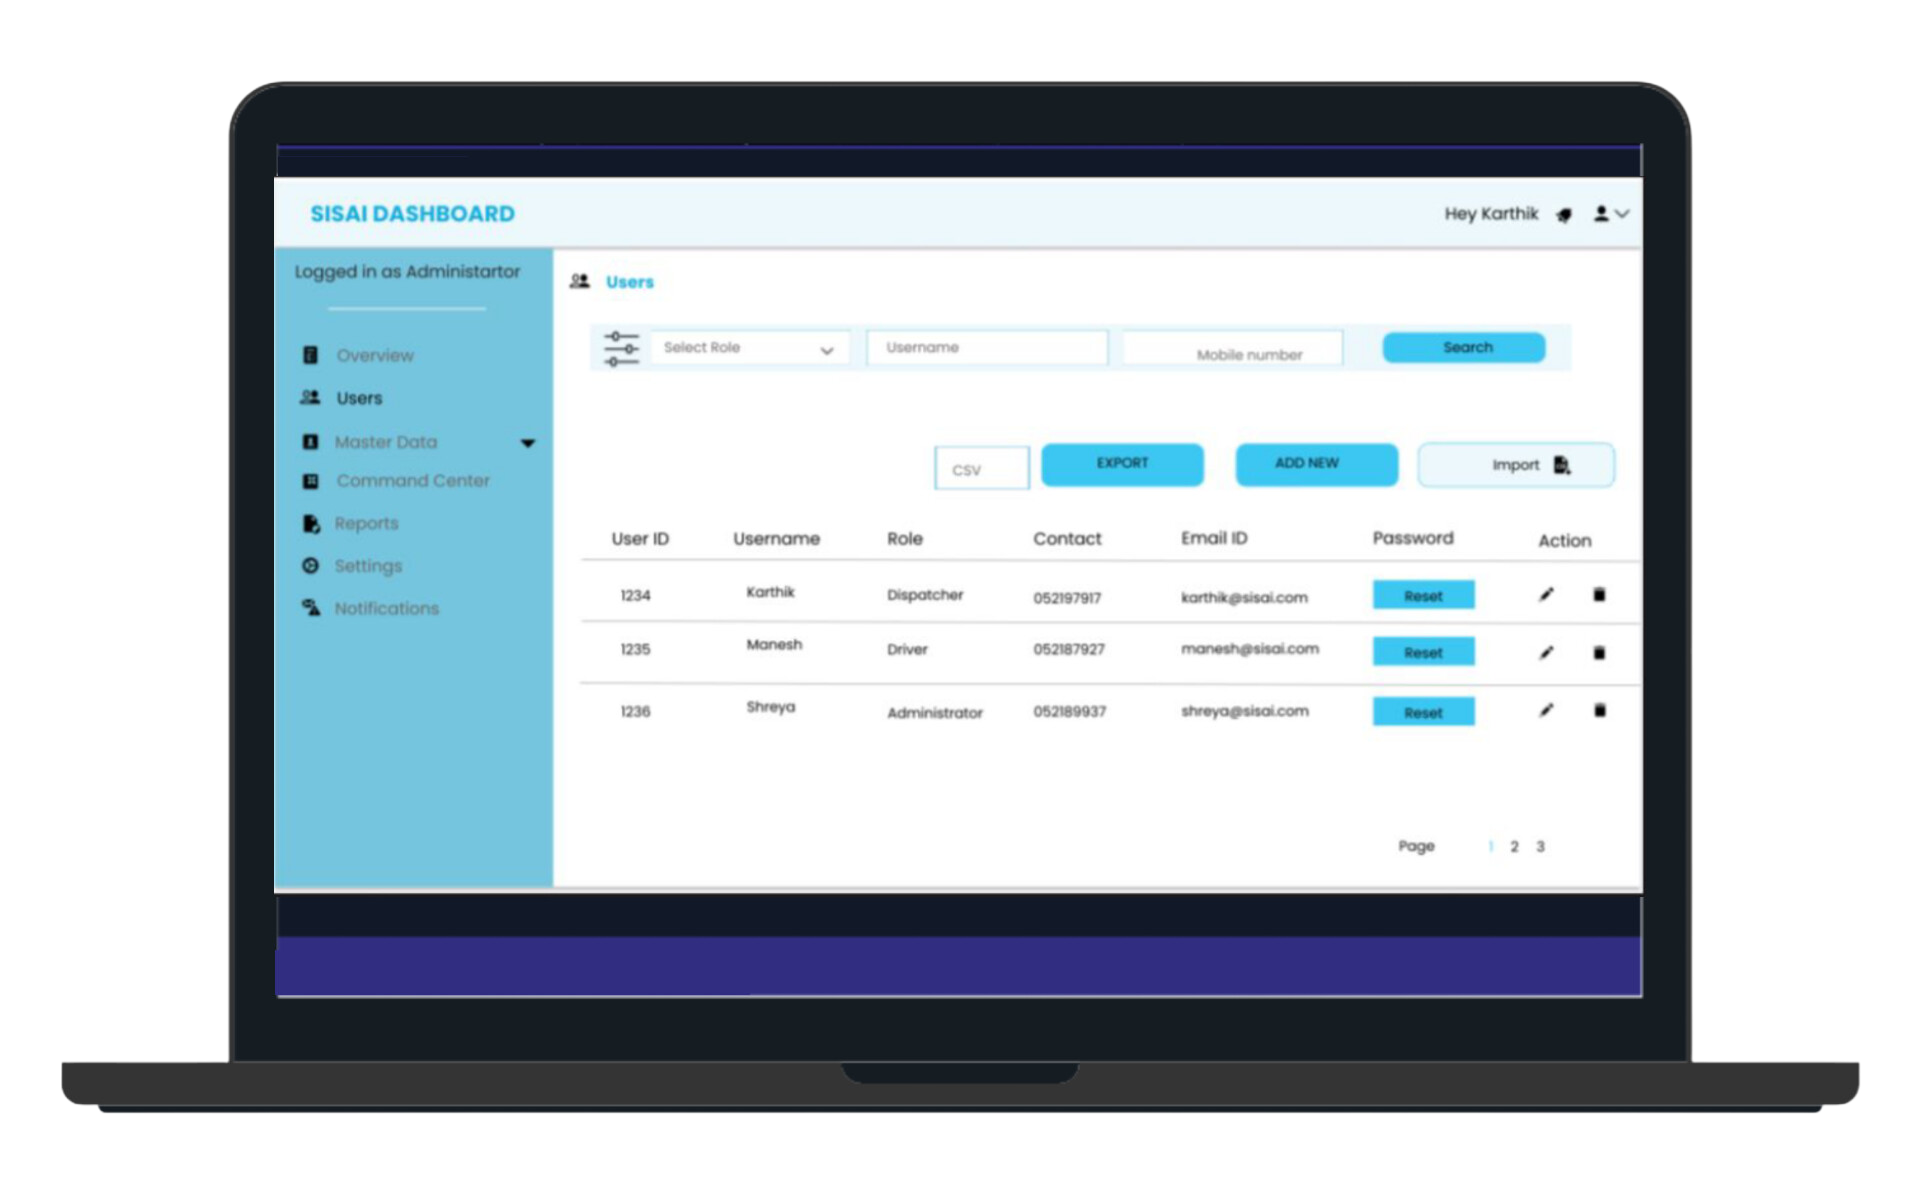 SISAI DASHBOARD
Hey Karthik
Logged in as Administartor
Overview
Users
Master Data
Command Center
Reports
Settings
Notifications
Users
Select Role
Username
Mobile number
Search
CSV
EXPORT
ADD NEW
Import
User ID Username Role Contact Email ID Password Action
1234 Karthik Dispatcher 052197917 karthik@sisai.com Reset
1235 Manesh Driver 052187927 manesh@sisai.com Reset
1236 Shreya Administrator 052189937 shreya@sisai.com Reset
Page 1 2 3